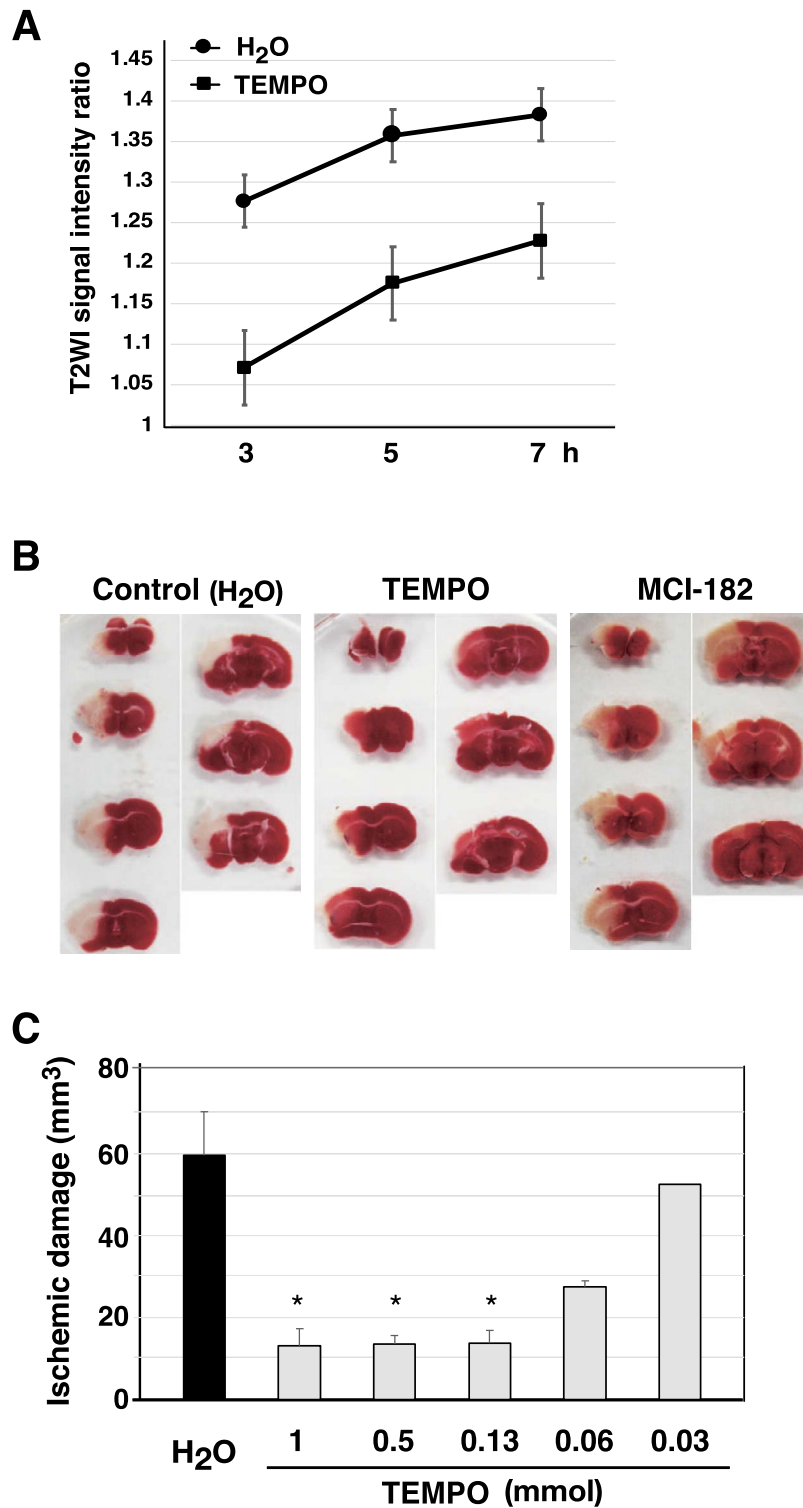 A
H₂O
TEMPO
T2WI signal intensity ratio
1.45
1.4
1.35
1.3
1.25
1.2
1.15
1.1
1.05
1
3 5 7 h
B
Control (H₂O) TEMPO MCI-182
C
Ischemic damage (mm³)
80
60
40
20
0
* * *
H₂O 1 0.5 0.13 0.06 0.03
TEMPO (mmol)